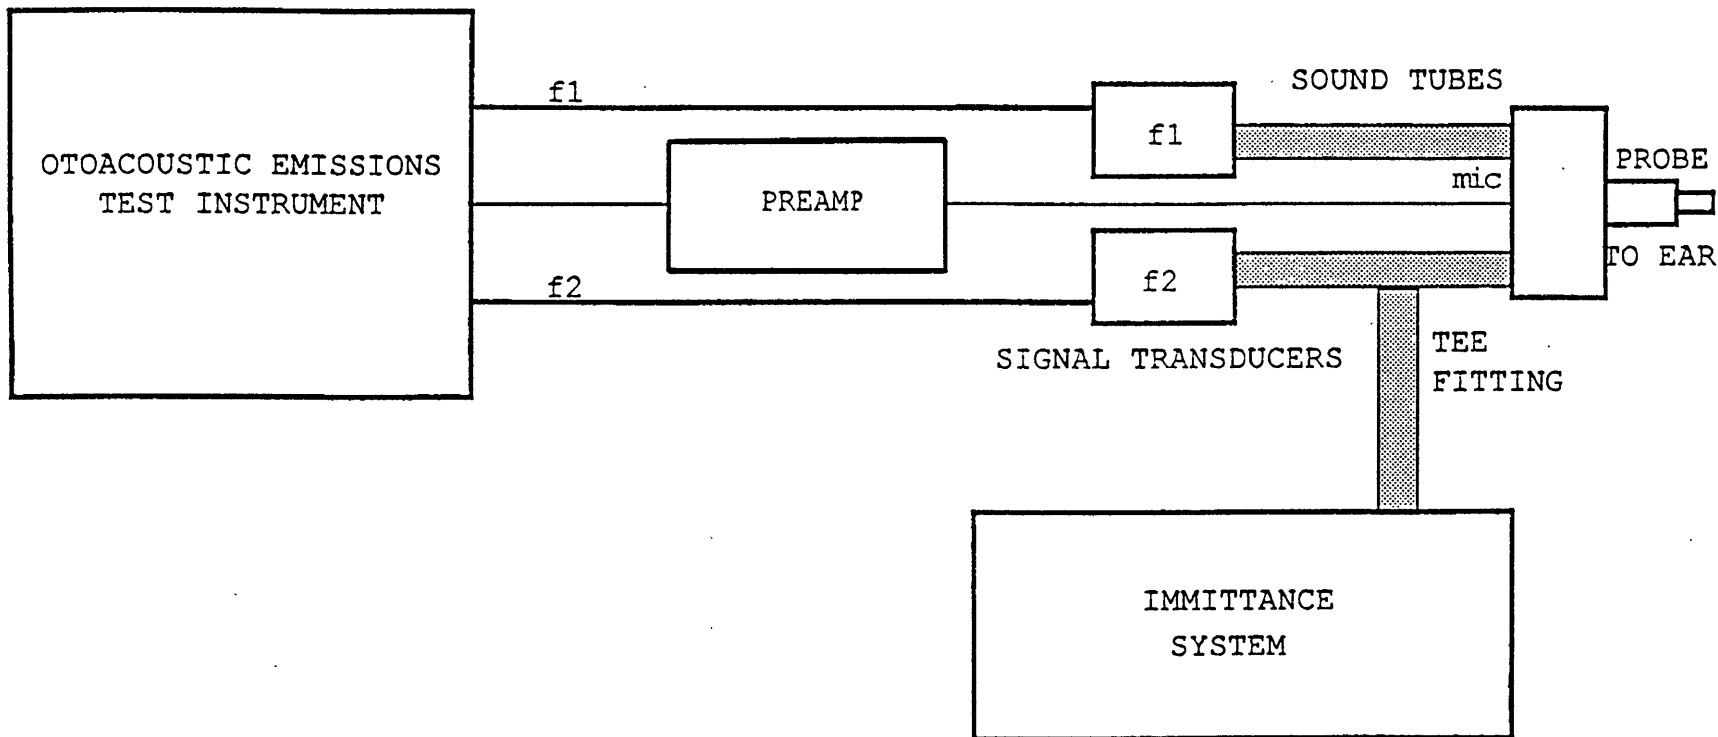 f1
SOUND TUBES
f1
OTOACOUSTIC EMISSIONS
TEST INSTRUMENT
PREAMP
mic
PROBE
f2
f2
TO EAR
SIGNAL TRANSDUCERS
TEE
FITTING
IMMITTANCE
SYSTEM